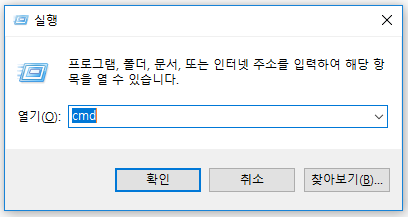 실행
프로그램, 폴더, 문서, 또는 인터넷 주소를 입력하여 해당 항
목을 열 수 있습니다.
열기(O): cmd
확인 취소 찾아보기(B)...